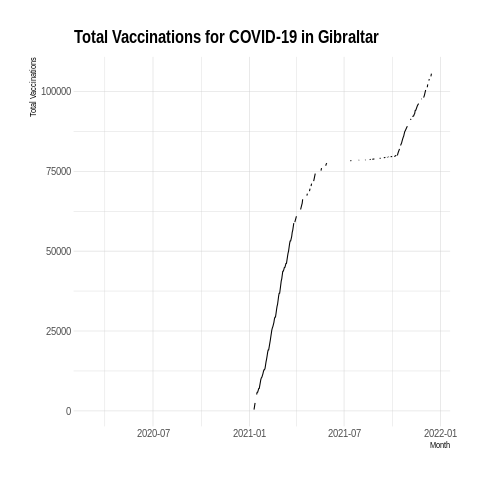 Total Vaccinations for COVID-19 in Gibraltar
Total Vaccinations
100000
75000
50000
25000
0
2020-07 2021-01 2021-07 2022-01
Month